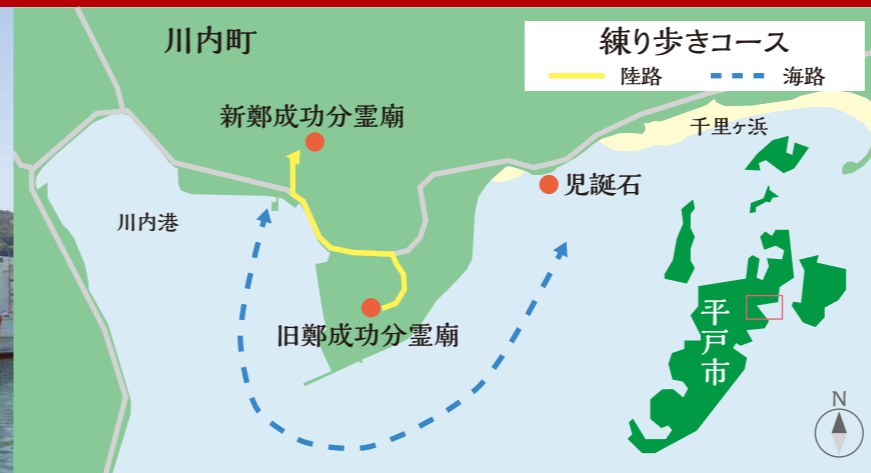 川内町
練り歩きコース
陸路
海路
新鄭成功分霊廟
千里ヶ浜
児誕石
川内港
旧鄭成功分霊廟
平戸市
N